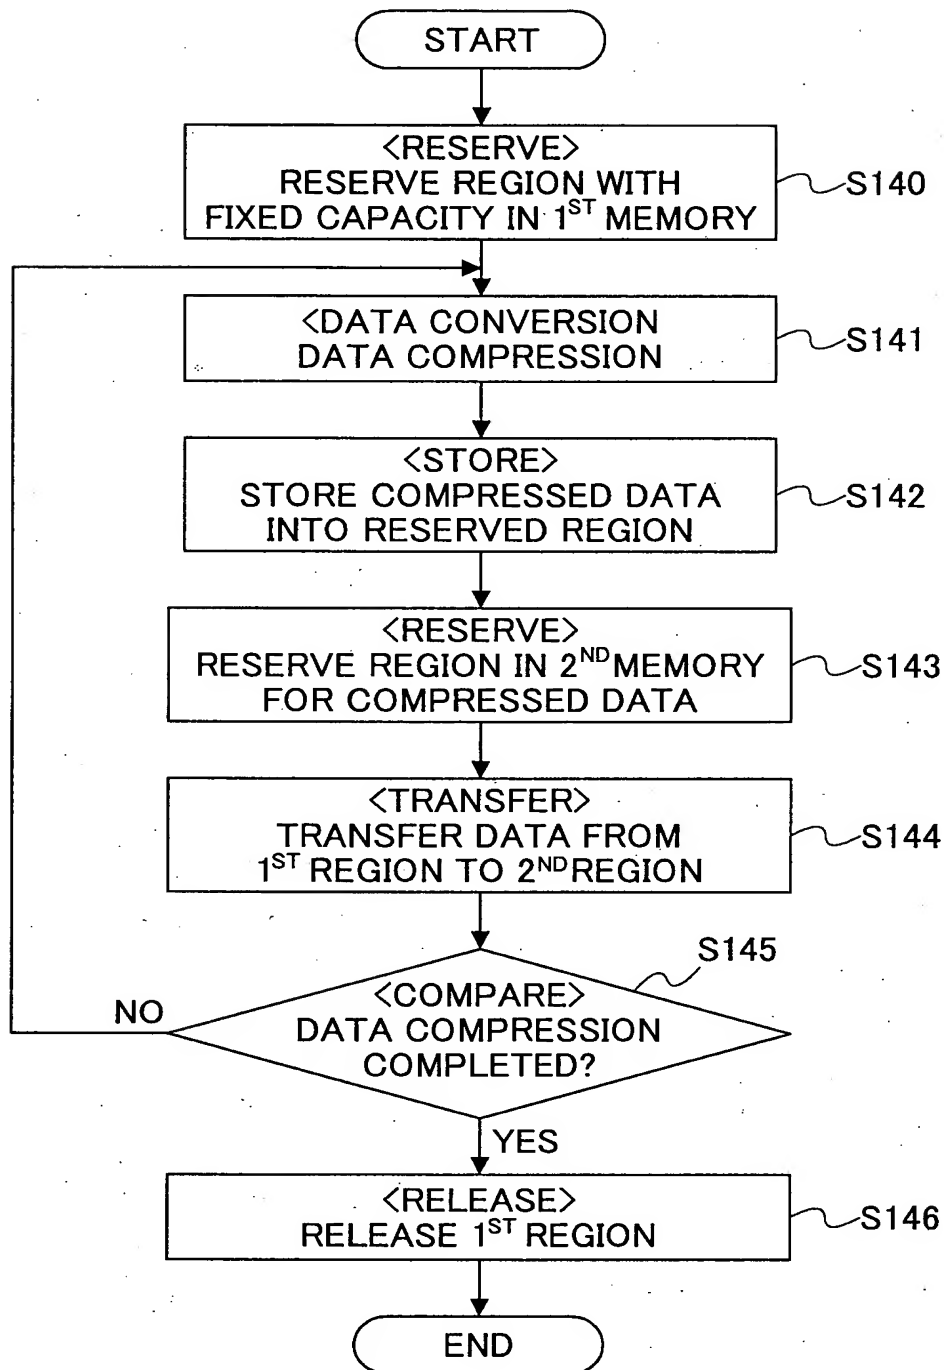 START
<RESERVE>
RESERVE REGION WITH
FIXED CAPACITY IN 1ST MEMORY
S140
<DATA CONVERSION
DATA COMPRESSION
S141
<STORE>
STORE COMPRESSED DATA
INTO RESERVED REGION
S142
<RESERVE>
RESERVE REGION IN 2ND MEMORY
FOR COMPRESSED DATA
S143
<TRANSFER>
TRANSFER DATA FROM
1ST REGION TO 2ND REGION
S144
S145
<COMPARE>
DATA COMPRESSION
COMPLETED?
NO
YES
<RELEASE>
RELEASE 1ST REGION
S146
END